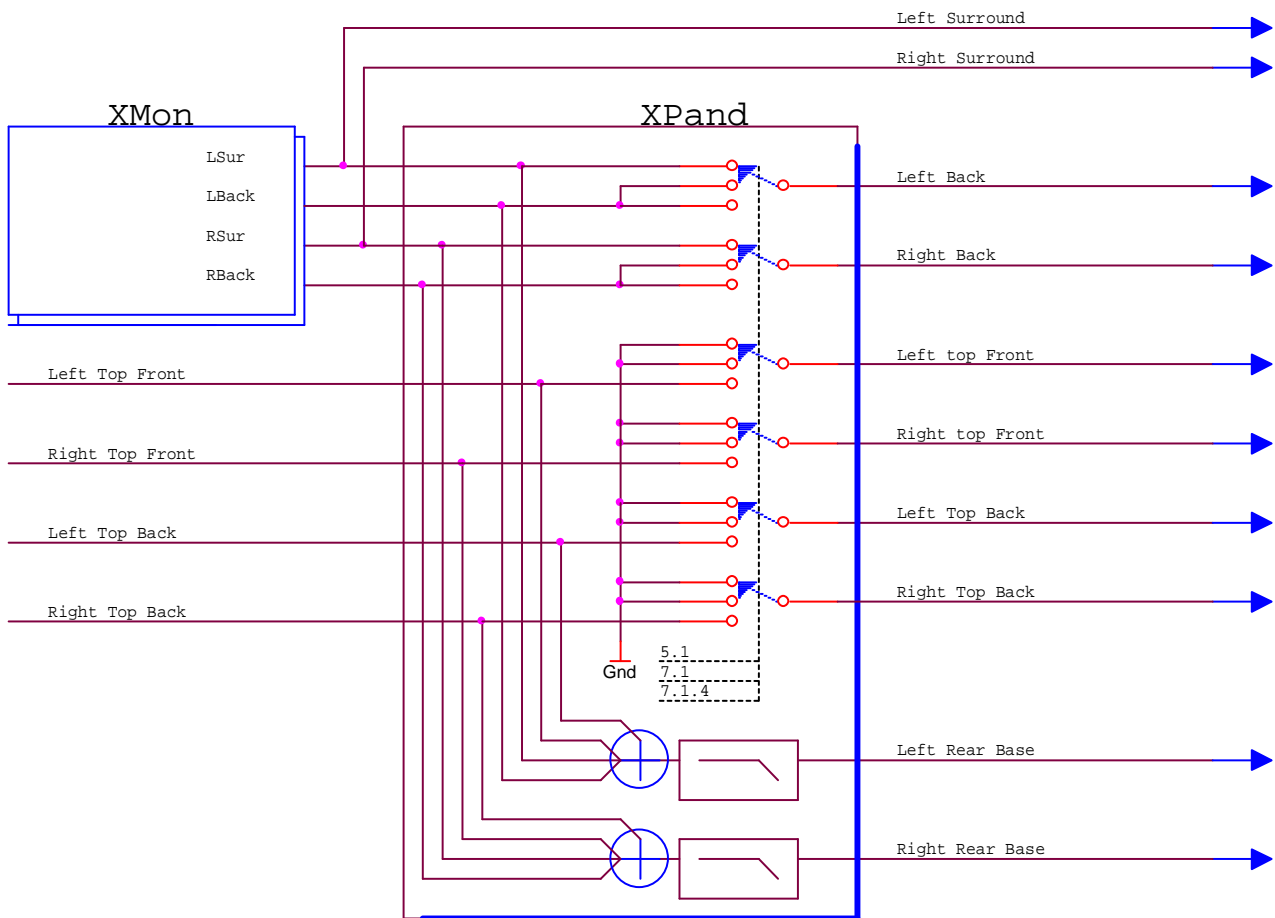 Left Surround
Right Surround
XMon
XPand
LSur
LBack
RSur
RBack
Left Back
Right Back
Left Top Front
Left top Front
Right Top Front
Right top Front
Left Top Back
Left Top Back
Right Top Back
Right Top Back
Gnd
5.1
7.1
7.1.4
Left Rear Base
Right Rear Base